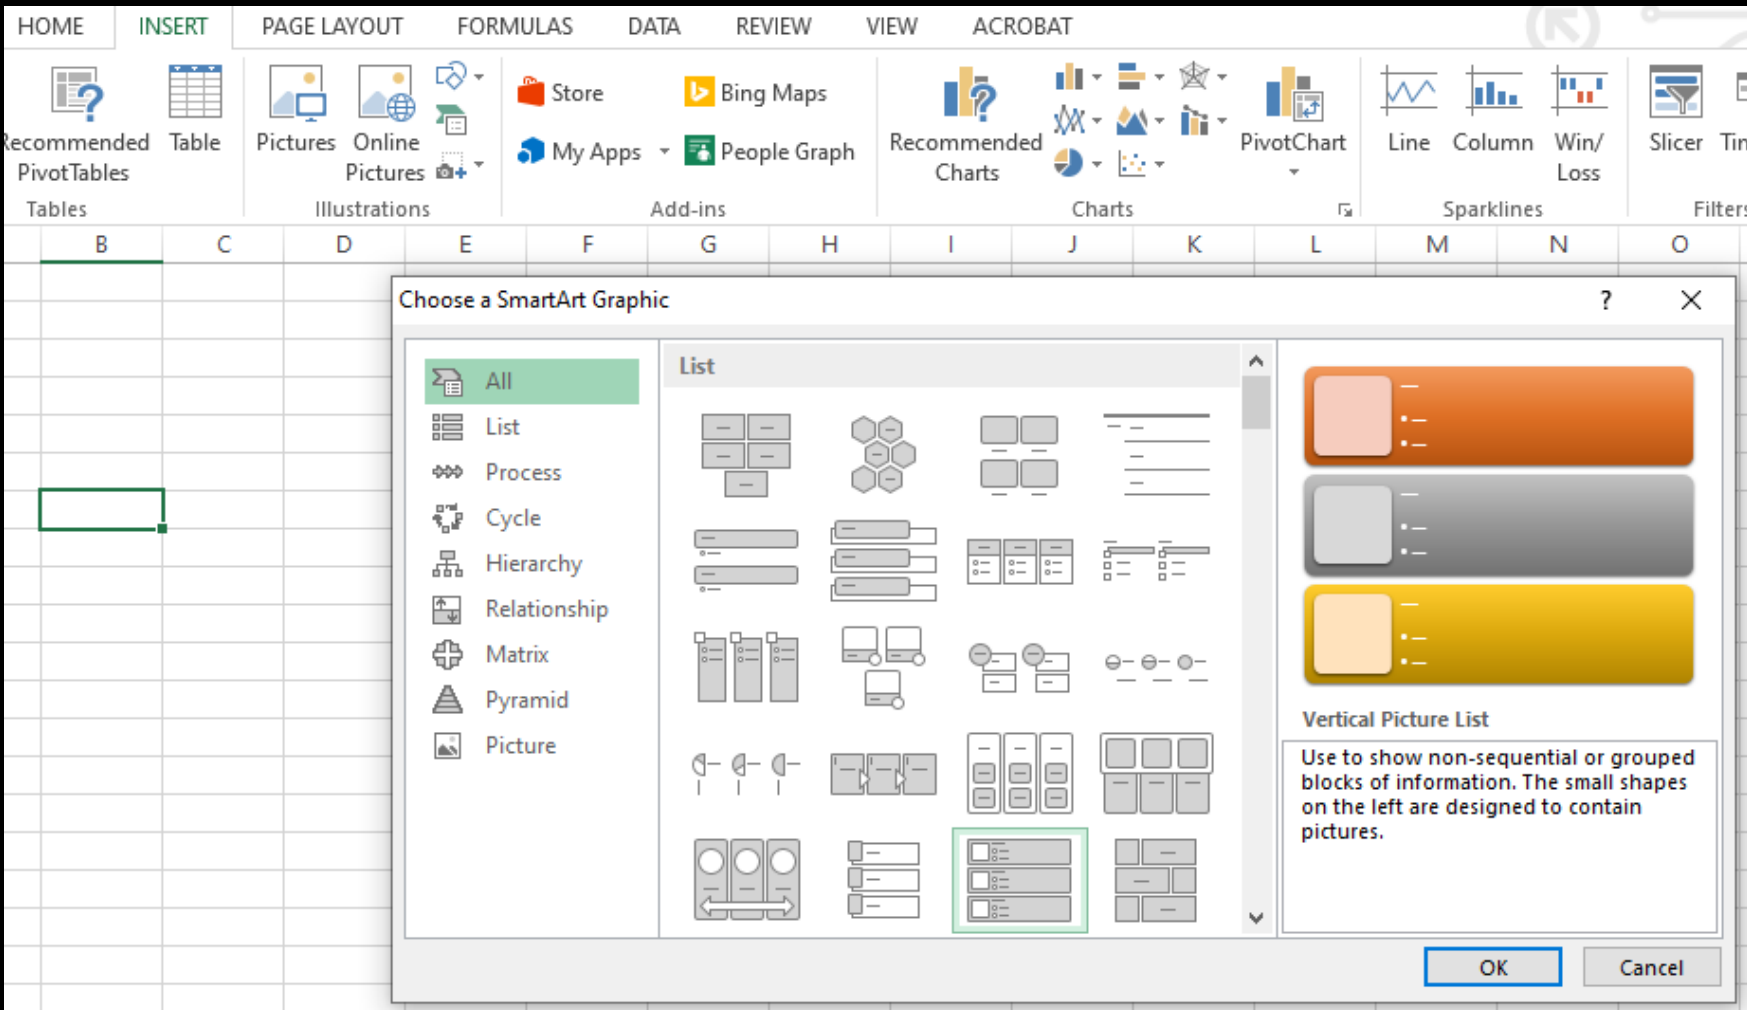 HOME INSERT PAGE LAYOUT FORMULAS DATA REVIEW VIEW ACROBAT
Recommended
PivotTables
Table
Tables
Pictures
Online
Pictures
Illustrations
Store
My Apps
Bing Maps
People Graph
Add-ins
Recommended
Charts
PivotChart
Charts
Line
Column
Win/
Loss
Sparklines
Slicer
Filters
B C D E F G H I J K L M N O
Choose a SmartArt Graphic
?
All
List
Process
Cycle
Hierarchy
Relationship
Matrix
Pyramid
Picture
List
Vertical Picture List
Use to show non-sequential or grouped
blocks of information. The small shapes
on the left are designed to contain
pictures.
OK Cancel